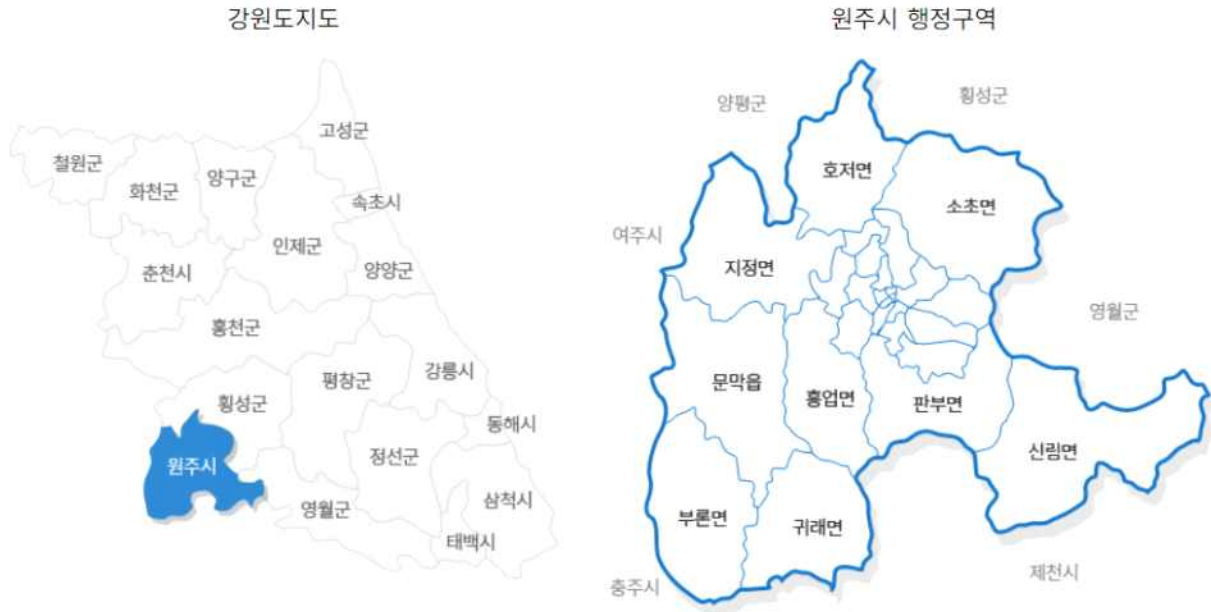 강원도지도
고성군
철원군
화천군
양구군
속초시
인제군
춘천시
양양군
홍천군
강릉시
평창군
횡성군
동해시
원주시
정선군
삼척시
영월군
태백시
원주시 행정구역
양평군
횡성군
호저면
소초면
여주시
지정면
영월군
문막읍
흥업면
판부면
신림면
부론면
귀래면
제천시
충주시